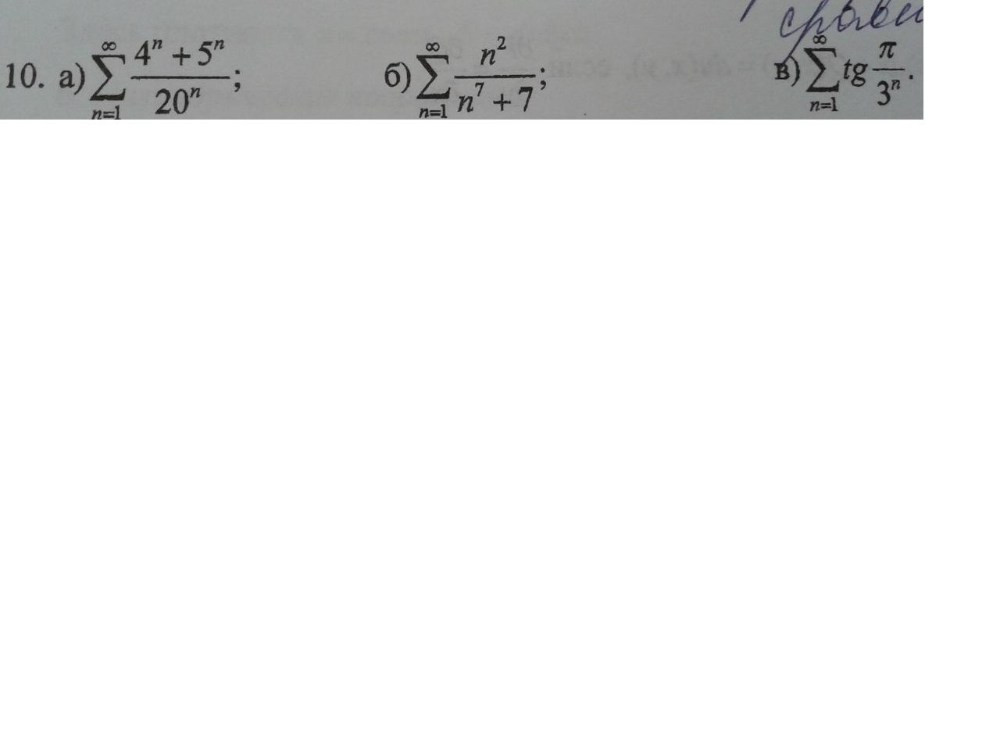 10. а) ∑_{n=1}^{∞} (4^n + 5^n)/20^n; б) ∑_{n=1}^{∞} n^2/(n^7 + 7); в) ∑_{n=1}^{∞} tg π/3^n.